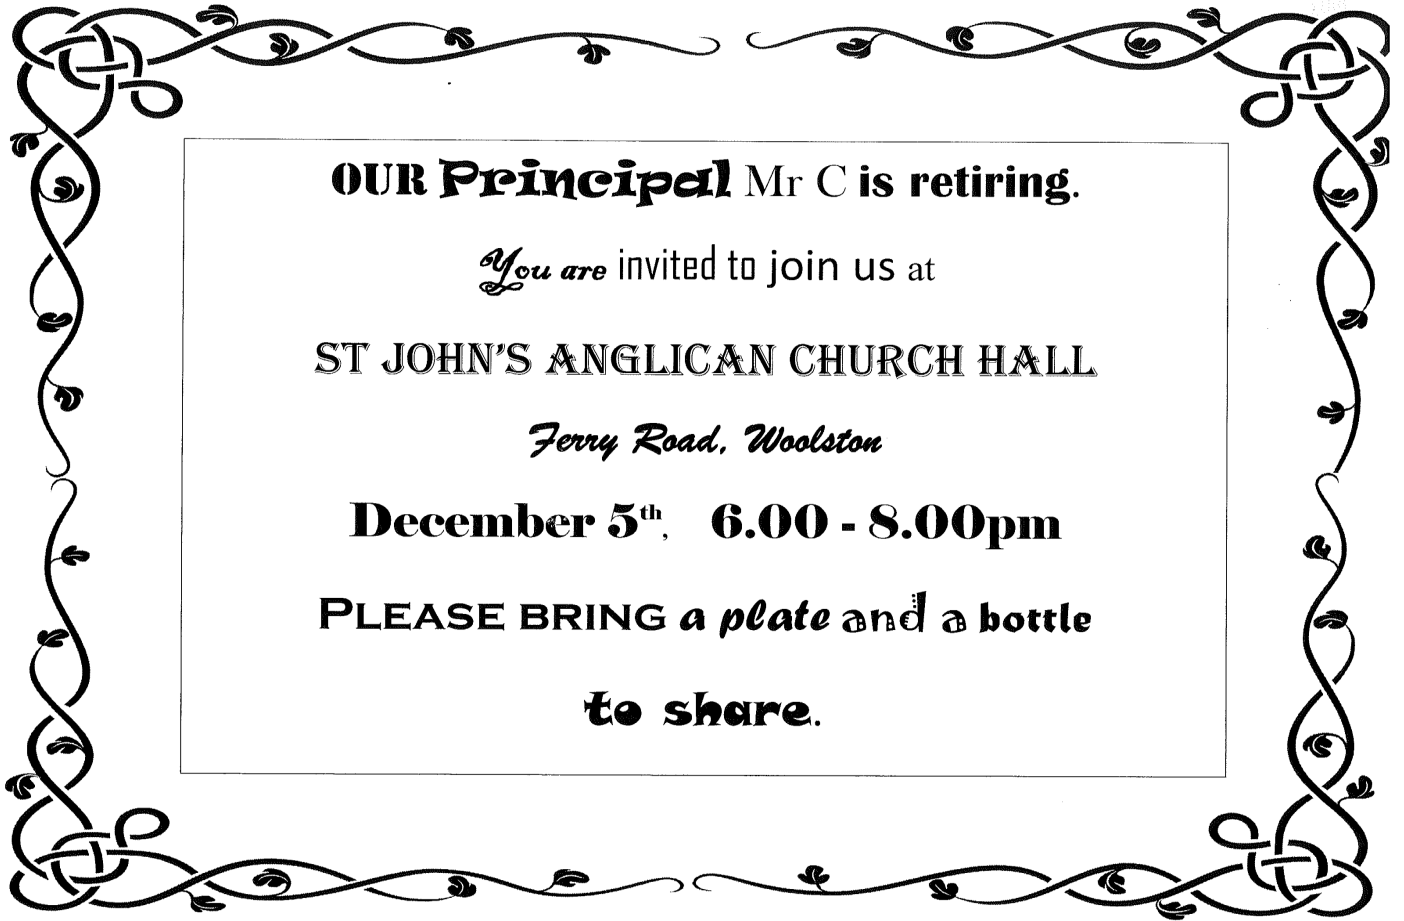 OUR Principal Mr C is retiring.
You are invited to join us at
ST JOHN'S ANGLICAN CHURCH HALL
Ferry Road, Woolston
December 5th, 6.00 - 8.00pm
PLEASE BRING a plate and a bottle
to share.